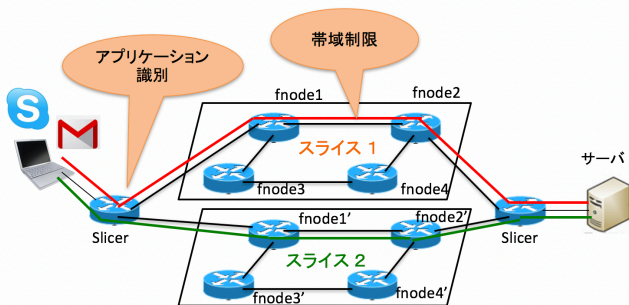 帯域制限
アプリケーション
識別
fnode1
fnode2
S
M
スライス 1
サーバ
fnode3
fnode4
Slicer
fnode1’
fnode2’
Slicer
スライス 2
fnode3’
fnode4’